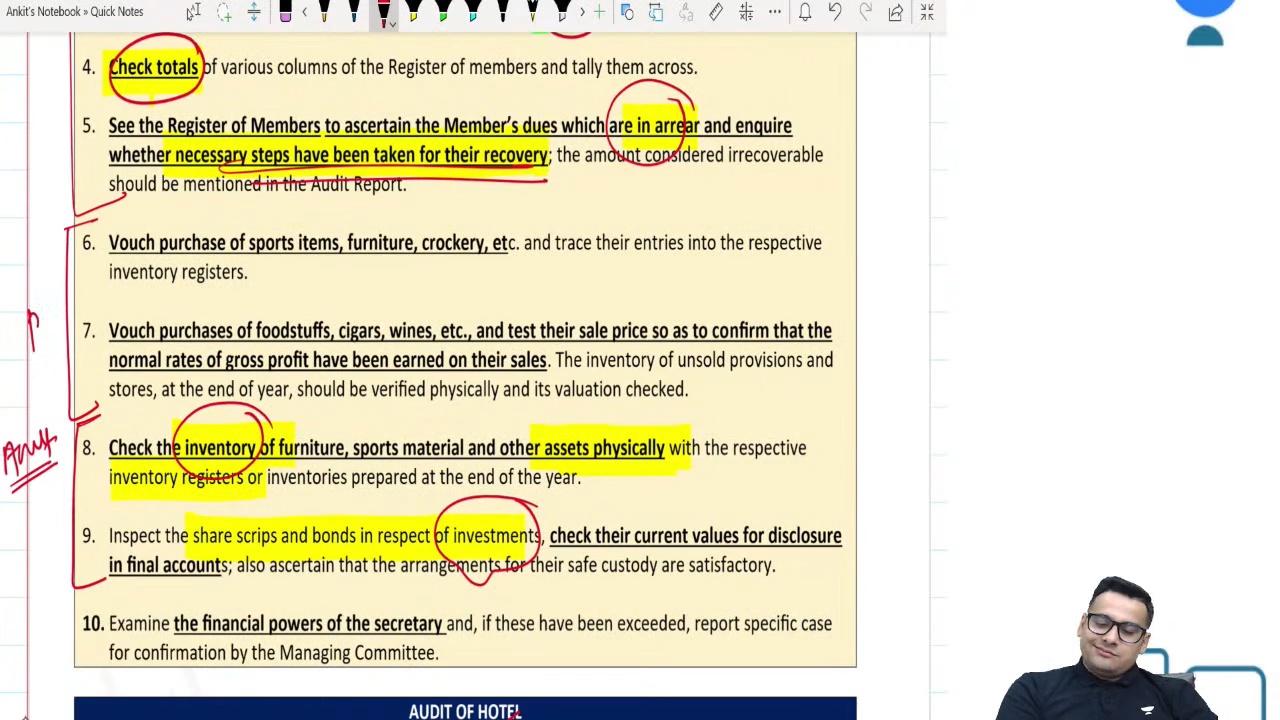 Ankit's Notebook » Quick Notes
4. Check totals of various columns of the Register of members and tally them across.
5. See the Register of Members to ascertain the Member's dues which are in arrear and enquire
whether necessary steps have been taken for their recovery; the amount considered irrecoverable
should be mentioned in the Audit Report.
6. Vouch purchase of sports items, furniture, crockery, etc. and trace their entries into the respective
inventory registers.
7. Vouch purchases of foodstuffs, cigars, wines, etc., and test their sale price so as to confirm that the
normal rates of gross profit have been earned on their sales. The inventory of unsold provisions and
stores, at the end of year, should be verified physically and its valuation checked.
8. Check the inventory of furniture, sports material and other assets physically with the respective
inventory registers or inventories prepared at the end of the year.
9. Inspect the share scrips and bonds in respect of investments, check their current values for disclosure
in final accounts; also ascertain that the arrangements for their safe custody are satisfactory.
10. Examine the financial powers of the secretary and, if these have been exceeded, report specific case
for confirmation by the Managing Committee.
AUDIT OF HOTEL